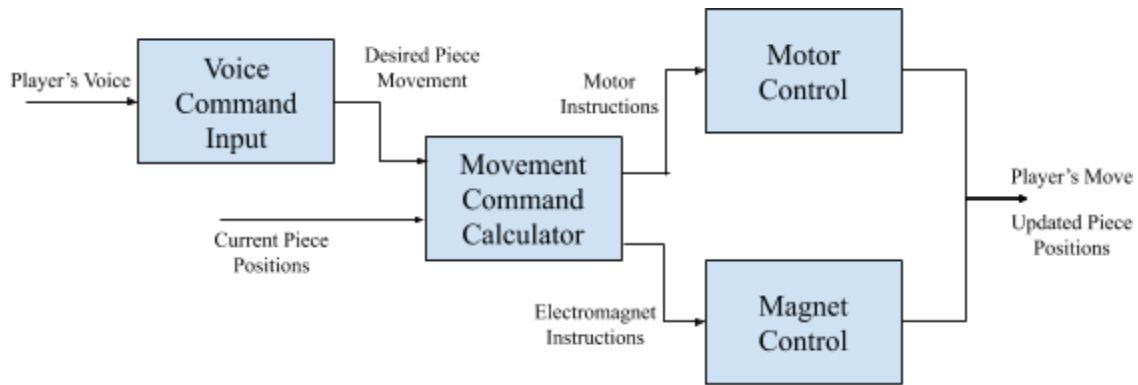 Player's Voice
Voice
Command
Input
Desired Piece
Movement
Current Piece
Positions
Movement
Command
Calculator
Motor
Instructions
Electromagnet
Instructions
Motor
Control
Magnet
Control
Player's Move
Updated Piece
Positions